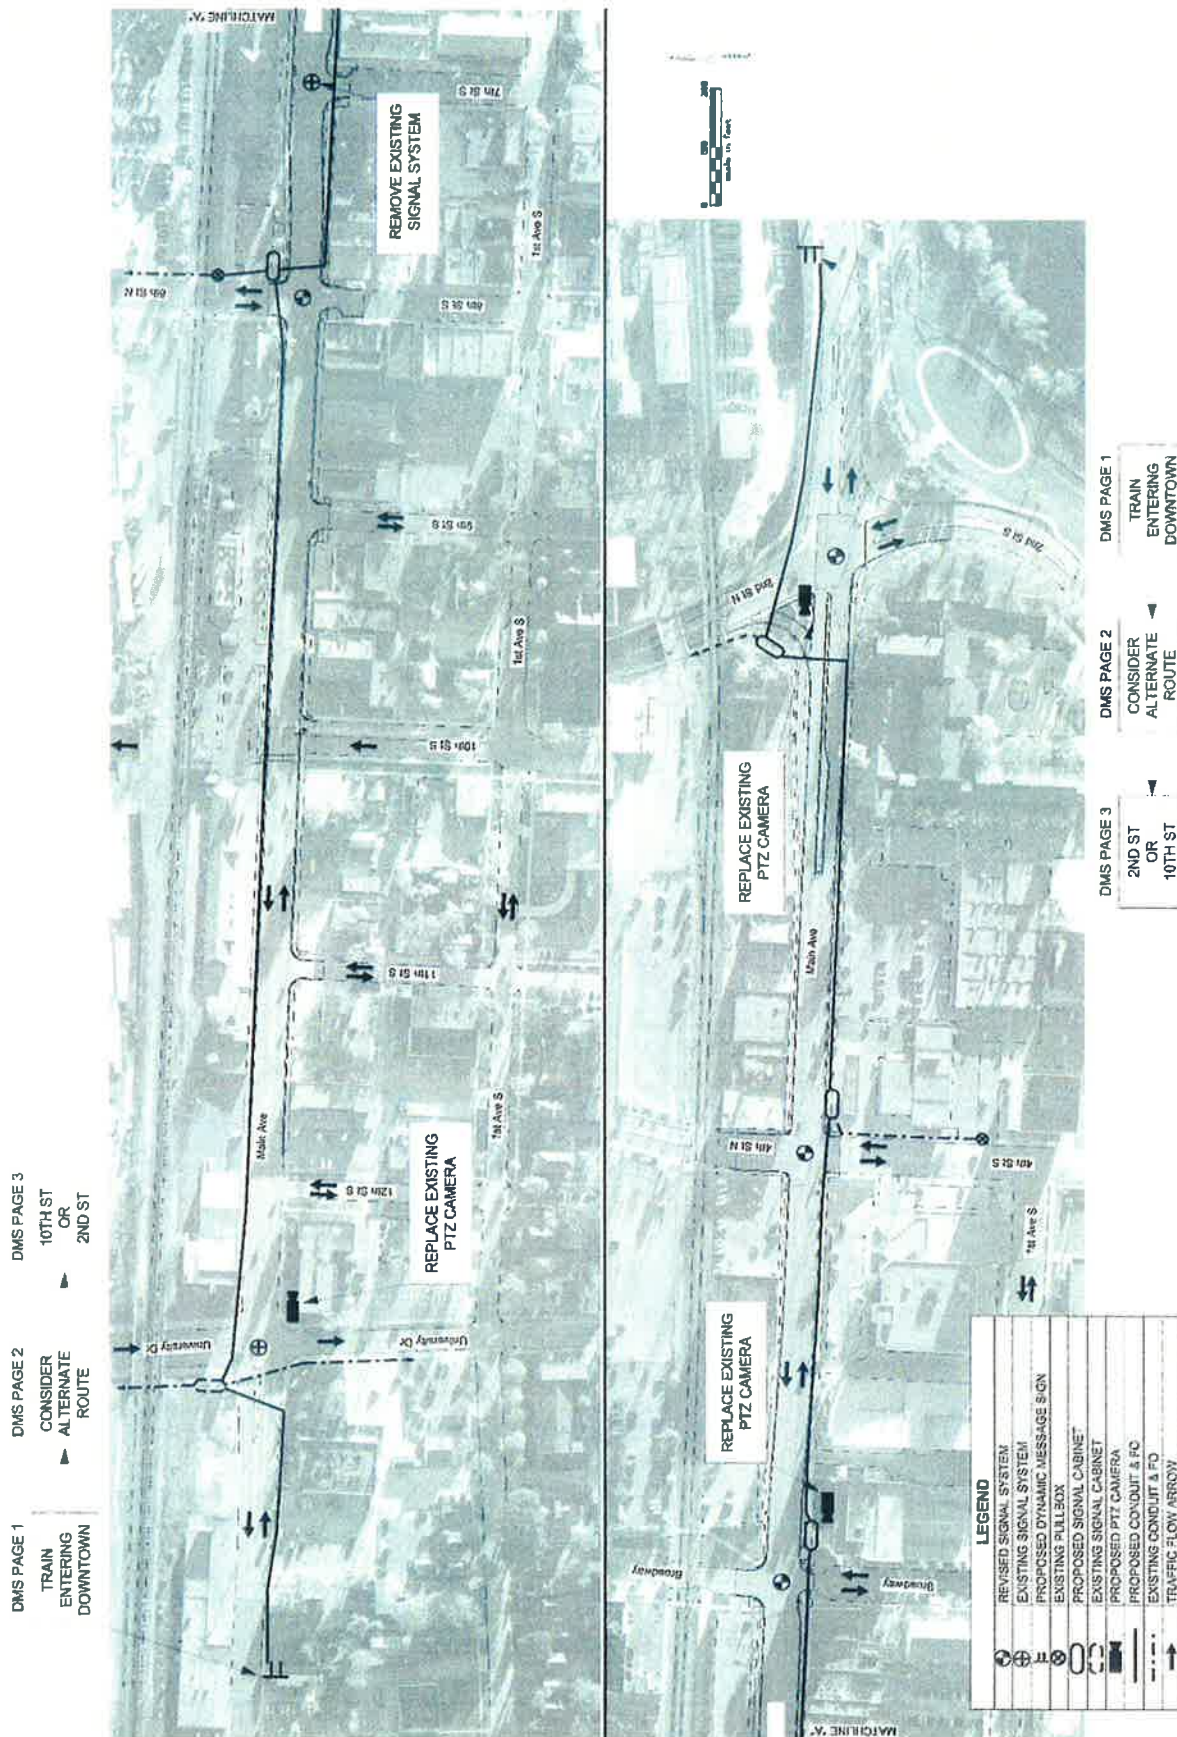 DMS PAGE 1
TRAIN
ENTERING
DOWNTOWN
DMS PAGE 2
CONSIDER
ALTERNATE
ROUTE
DMS PAGE 3
10TH ST
OR
2ND ST
University Dr
University Dr
Main Ave
12th St S
REPLACE EXISTING
PTZ CAMERA
1st Ave S
11th St S
10th St S
1st Ave S
9th St S
8th St N
8th St S
1st Ave S
7th St S
REMOVE EXISTING
SIGNAL SYSTEM
MATCHLINE 'A'
MATCHLINE 'A'
Broadway
Broadway
REPLACE EXISTING
PTZ CAMERA
4th St N
4th St S
1st Ave S
Main Ave
REPLACE EXISTING
PTZ CAMERA
2nd St N
2nd St S
0
200
scale in feet
LEGEND
REVISED SIGNAL SYSTEM
EXISTING SIGNAL SYSTEM
PROPOSED DYNAMIC MESSAGE SIGN
EXISTING PULLBOX
PROPOSED SIGNAL CABINET
EXISTING SIGNAL CABINET
PROPOSED PTZ CAMERA
PROPOSED CONDUIT & FO
EXISTING CONDUIT & FO
TRAFFIC FLOW ARROW
DMS PAGE 3
2ND ST
OR
10TH ST
DMS PAGE 2
CONSIDER
ALTERNATE
ROUTE
DMS PAGE 1
TRAIN
ENTERING
DOWNTOWN